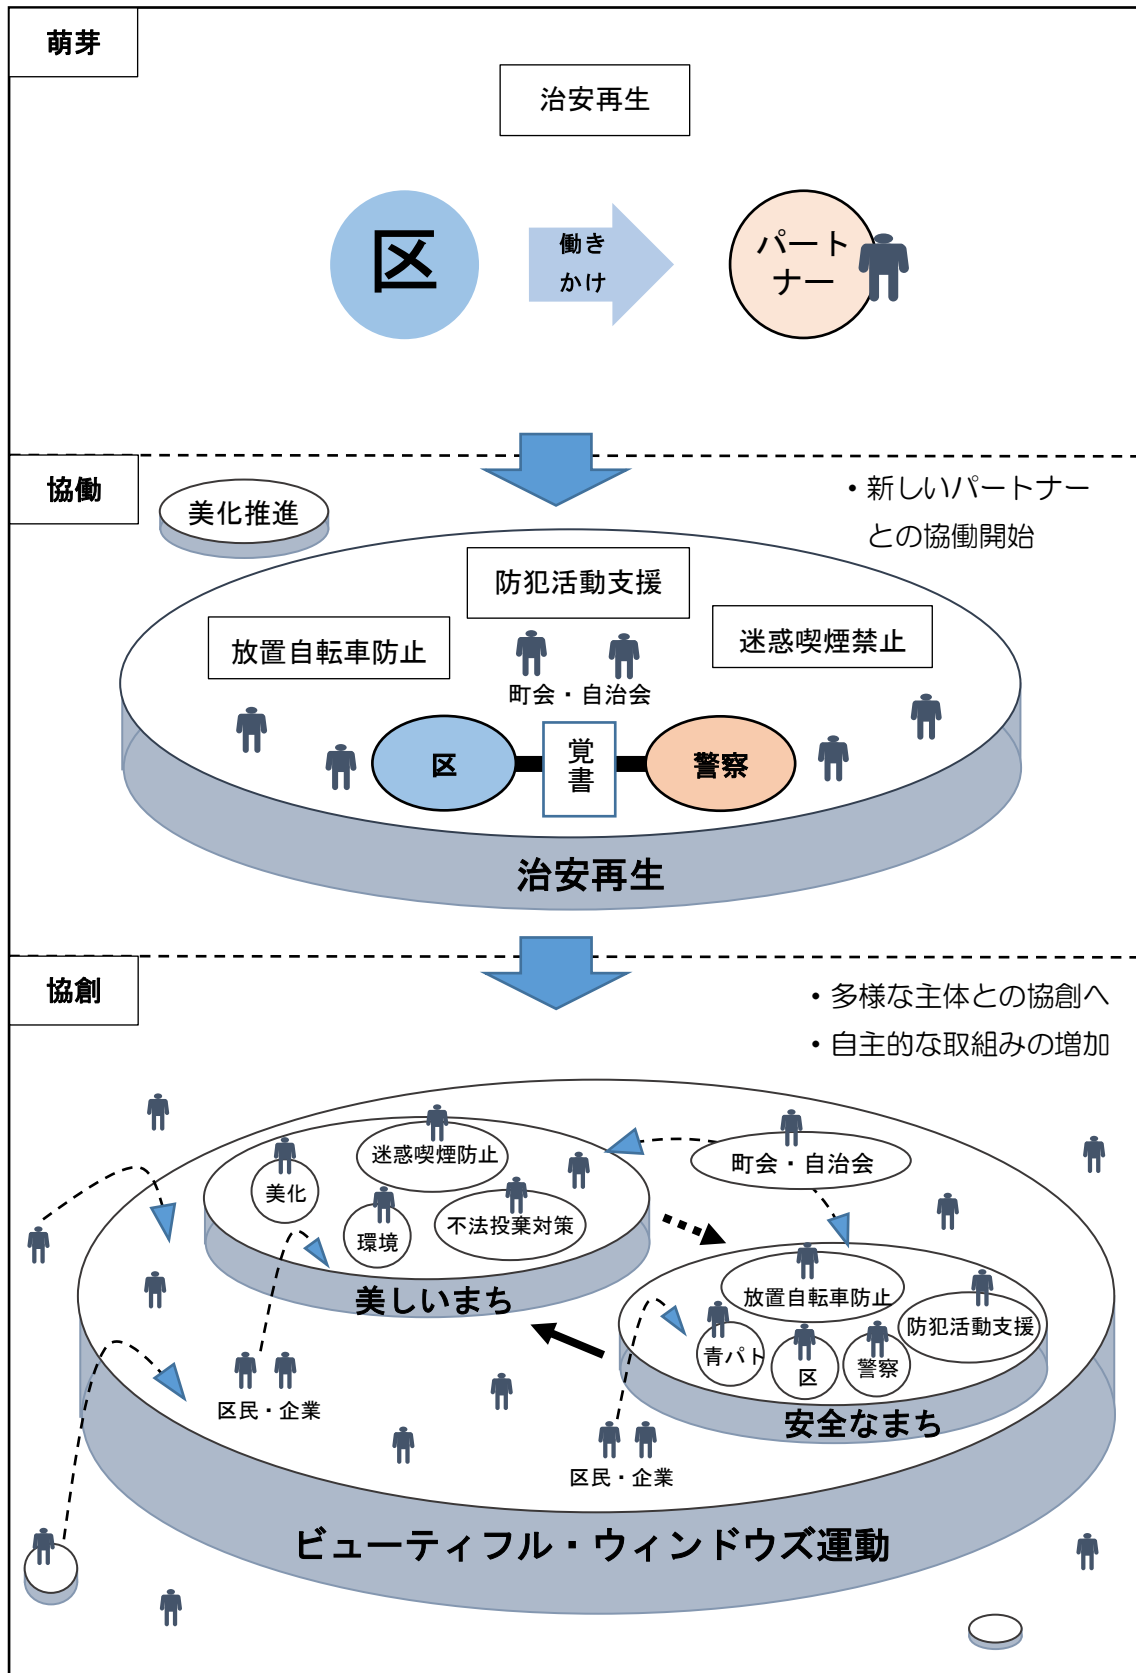 萌芽
治安再生
区
働き
かけ
パート
ナー
協働
美化推進
・新しいパートナー
との協働開始
防犯活動支援
放置自転車防止
迷惑喫煙禁止
町会・自治会
区
覚
書
警察
治安再生
協創
・多様な主体との協創へ
・自主的な取組みの増加
迷惑喫煙防止
町会・自治会
美化
環境
不法投棄対策
美しいまち
放置自転車防止
防犯活動支援
青パト
区
警察
安全なまち
区民・企業
区民・企業
ビューティフル・ウィンドウズ運動